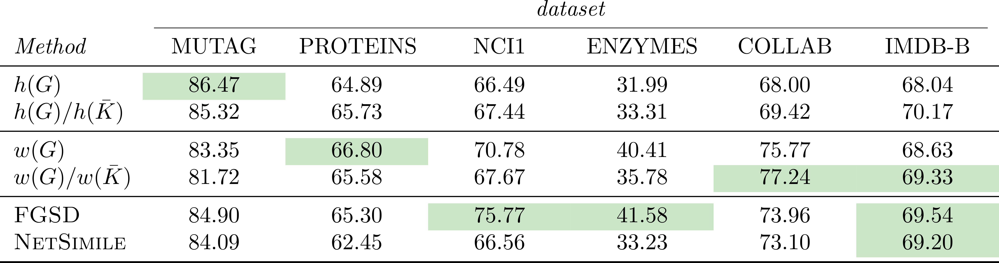 dataset
Method MUTAG PROTEINS NCI1 ENZYMES COLLAB IMDB-B
h(G) 86.47 64.89 66.49 31.99 68.00 68.04
h(G)/h(K̄) 85.32 65.73 67.44 33.31 69.42 70.17
w(G) 83.35 66.80 70.78 40.41 75.77 68.63
w(G)/w(K̄) 81.72 65.58 67.67 35.78 77.24 69.33
FGSD 84.90 65.30 75.77 41.58 73.96 69.54
NETSIMILE 84.09 62.45 66.56 33.23 73.10 69.20